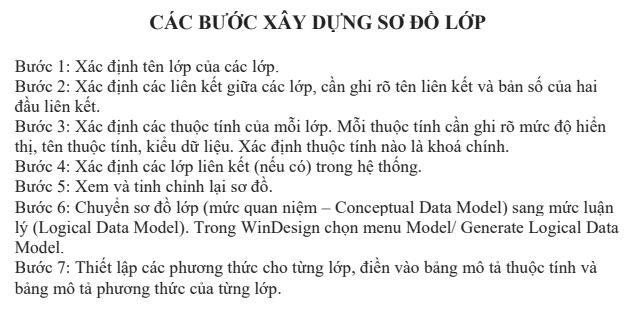 CÁC BƯỚC XÂY DỰNG SƠ ĐỒ LỚP
Bước 1: Xác định tên lớp của các lớp.
Bước 2: Xác định các liên kết giữa các lớp, cần ghi rõ tên liên kết và bản số của hai
đầu liên kết.
Bước 3: Xác định các thuộc tính của mỗi lớp. Mỗi thuộc tính cần ghi rõ mức độ hiển
thị, tên thuộc tính, kiểu dữ liệu. Xác định thuộc tính nào là khoá chính.
Bước 4: Xác định các lớp liên kết (nếu có) trong hệ thống.
Bước 5: Xem và tinh chỉnh lại sơ đồ.
Bước 6: Chuyển sơ đồ lớp (mức quan niệm – Conceptual Data Model) sang mức luận
lý (Logical Data Model). Trong WinDesign chọn menu Model/ Generate Logical Data
Model.
Bước 7: Thiết lập các phương thức cho từng lớp, điền vào bảng mô tả thuộc tính và
bảng mô tả phương thức của từng lớp.